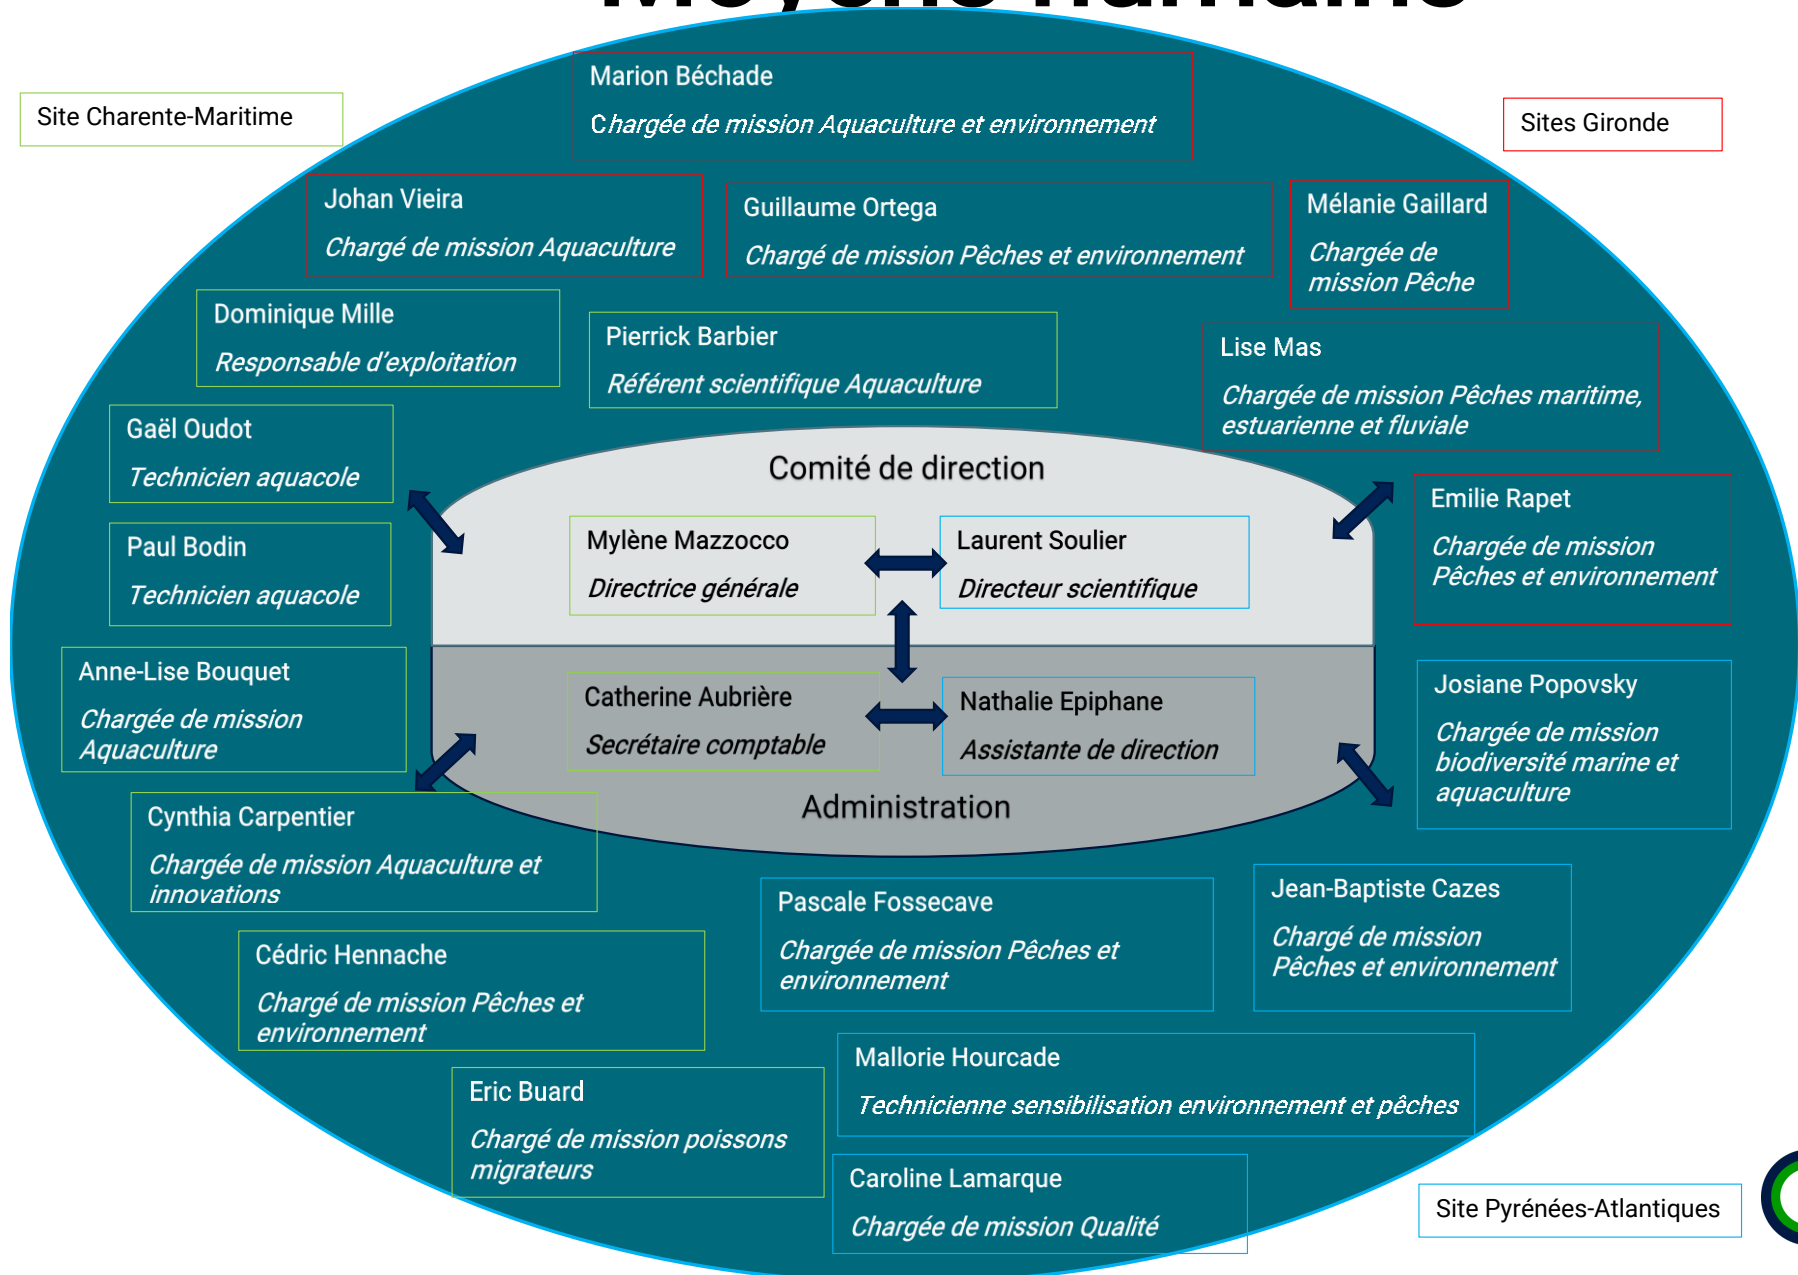 Moyens humains
Marion Béchade
Chargée de mission Aquaculture et environnement
Site Charente-Maritime
Sites Gironde
Johan Vieira
Chargé de mission Aquaculture
Guillaume Ortega
Chargé de mission Pêches et environnement
Mélanie Gaillard
Chargée de
mission Pêche
Dominique Mille
Responsable d'exploitation
Pierrick Barbier
Référent scientifique Aquaculture
Lise Mas
Chargée de mission Pêches maritime,
estuarienne et fluviale
Gaël Oudot
Technicien aquacole
Comité de direction
Emilie Rapet
Chargée de mission
Pêches et environnement
Paul Bodin
Technicien aquacole
Mylène Mazzocco
Directrice générale
Laurent Soulier
Directeur scientifique
Anne-Lise Bouquet
Chargée de mission
Aquaculture
Catherine Aubrière
Secrétaire comptable
Nathalie Epiphane
Assistante de direction
Josiane Popovsky
Chargée de mission
biodiversité marine et
aquaculture
Administration
Cynthia Carpentier
Chargée de mission Aquaculture et
innovations
Pascale Fossecave
Chargée de mission Pêches et
environnement
Jean-Baptiste Cazes
Chargé de mission
Pêches et environnement
Cédric Hennache
Chargé de mission Pêches et
environnement
Mallorie Hourcade
Technicienne sensibilisation environnement et pêches
Eric Buard
Chargé de mission poissons
migrateurs
Caroline Lamarque
Chargée de mission Qualité
Site Pyrénées-Atlantiques